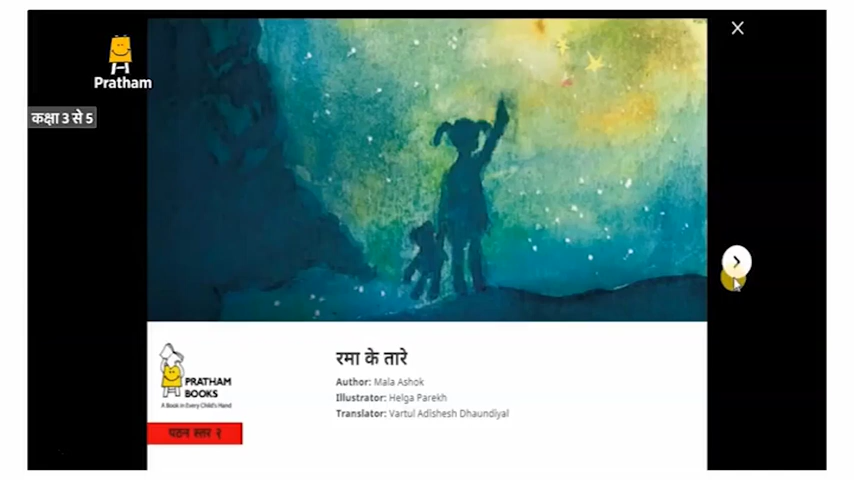 Pratham
कक्षा 3 से 5
PRATHAM
BOOKS
A Book in Every Child's Hand
पठन स्तर २
रमा के तारे
Author: Mala Ashok
Illustrator: Helga Parekh
Translator: Vartul Adishesh Dhaundiyal